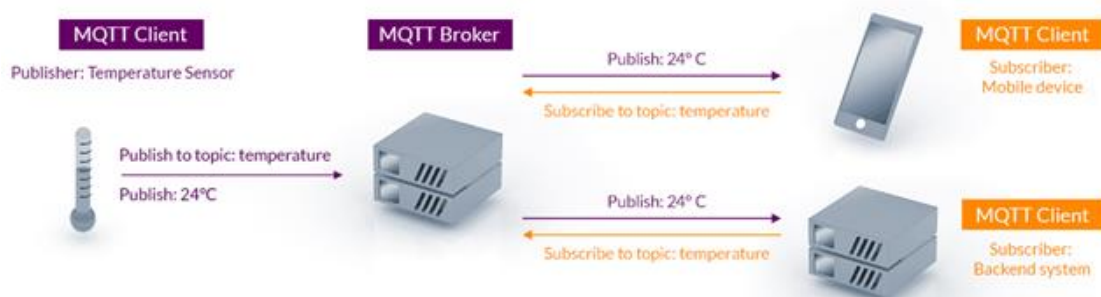 MQTT Client
Publisher: Temperature Sensor
Publish to topic: temperature
Publish: 24°C
MQTT Broker
Publish: 24° C
Subscribe to topic: temperature
MQTT Client
Subscriber:
Mobile device
Publish: 24° C
Subscribe to topic: temperature
MQTT Client
Subscriber:
Backend system